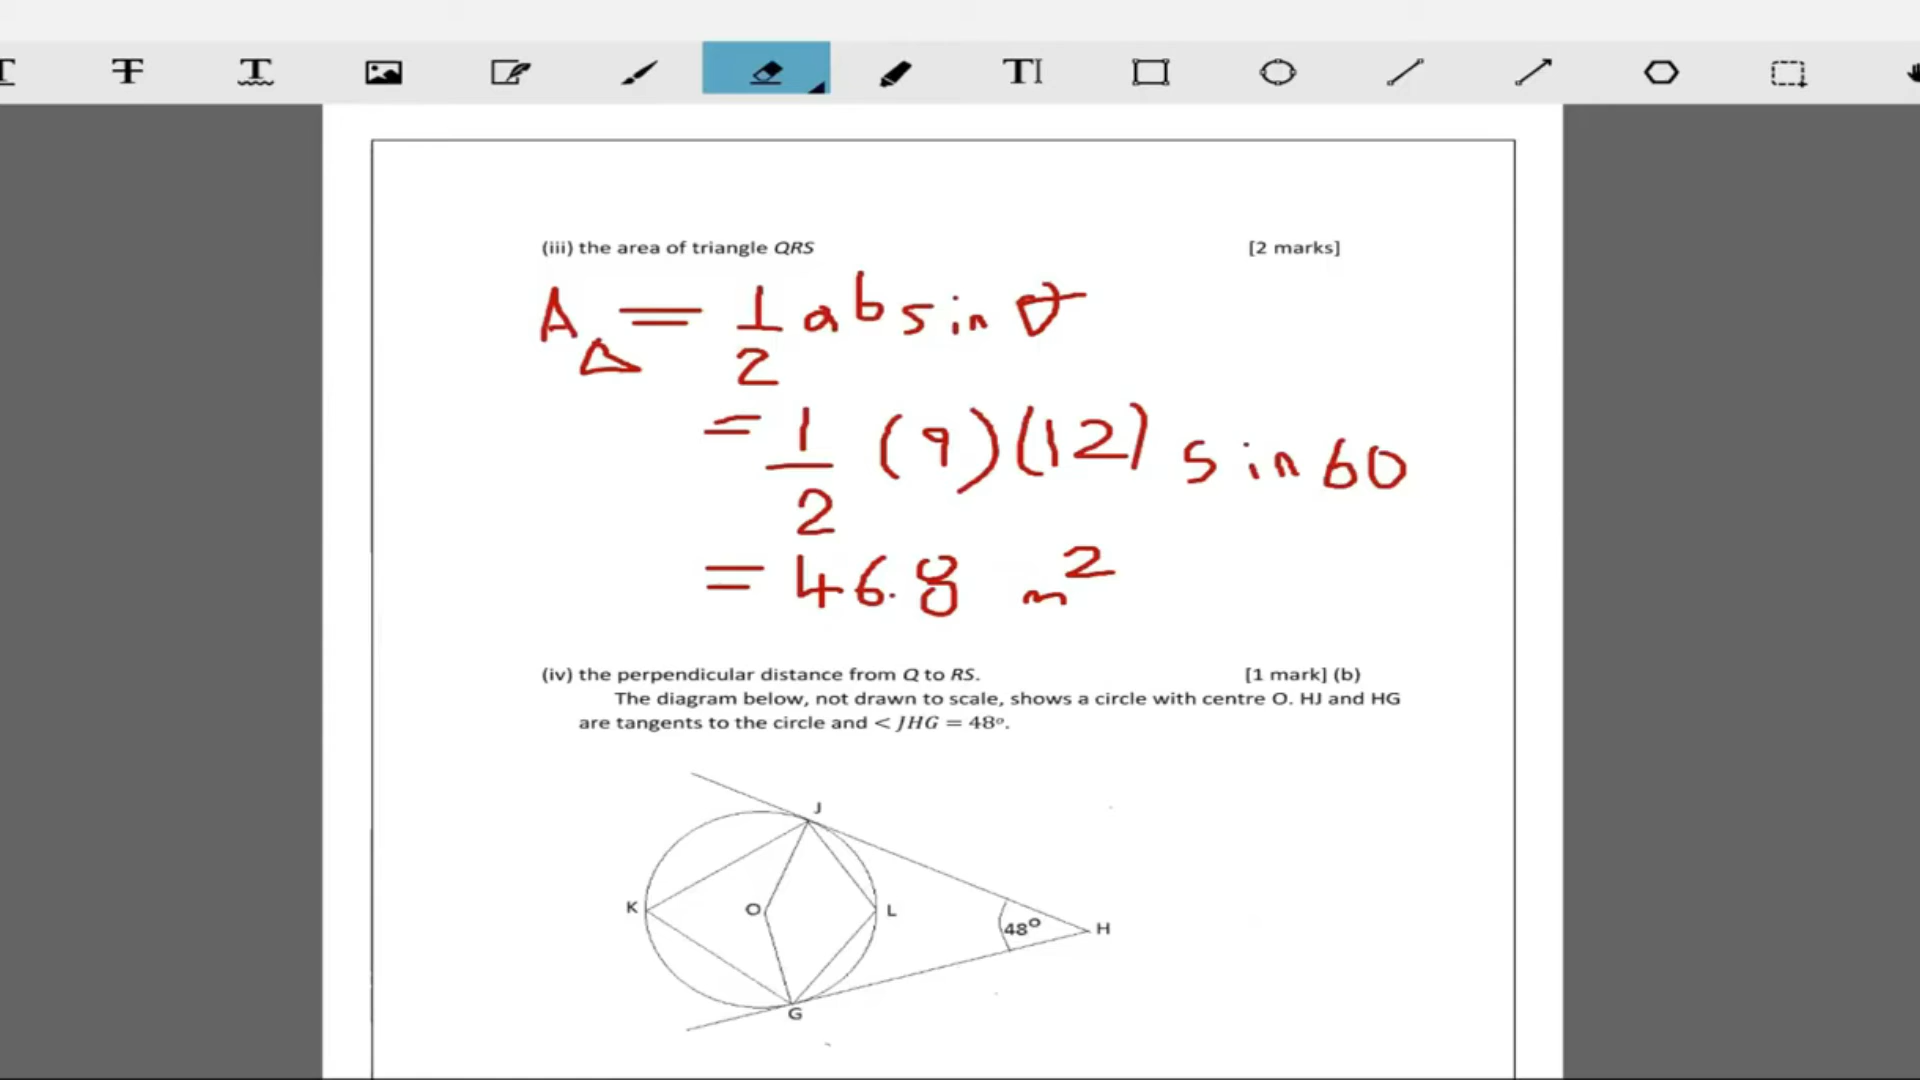 (iii) the area of triangle QRS [2 marks]
A△ = 1/2 ab sin θ
= 1/2 (9)(12) sin 60
= 46.8 m²
(iv) the perpendicular distance from Q to RS. [1 mark] (b)
The diagram below, not drawn to scale, shows a circle with centre O. HJ and HG
are tangents to the circle and < JHG = 48°.
J
K O L
48° H
G